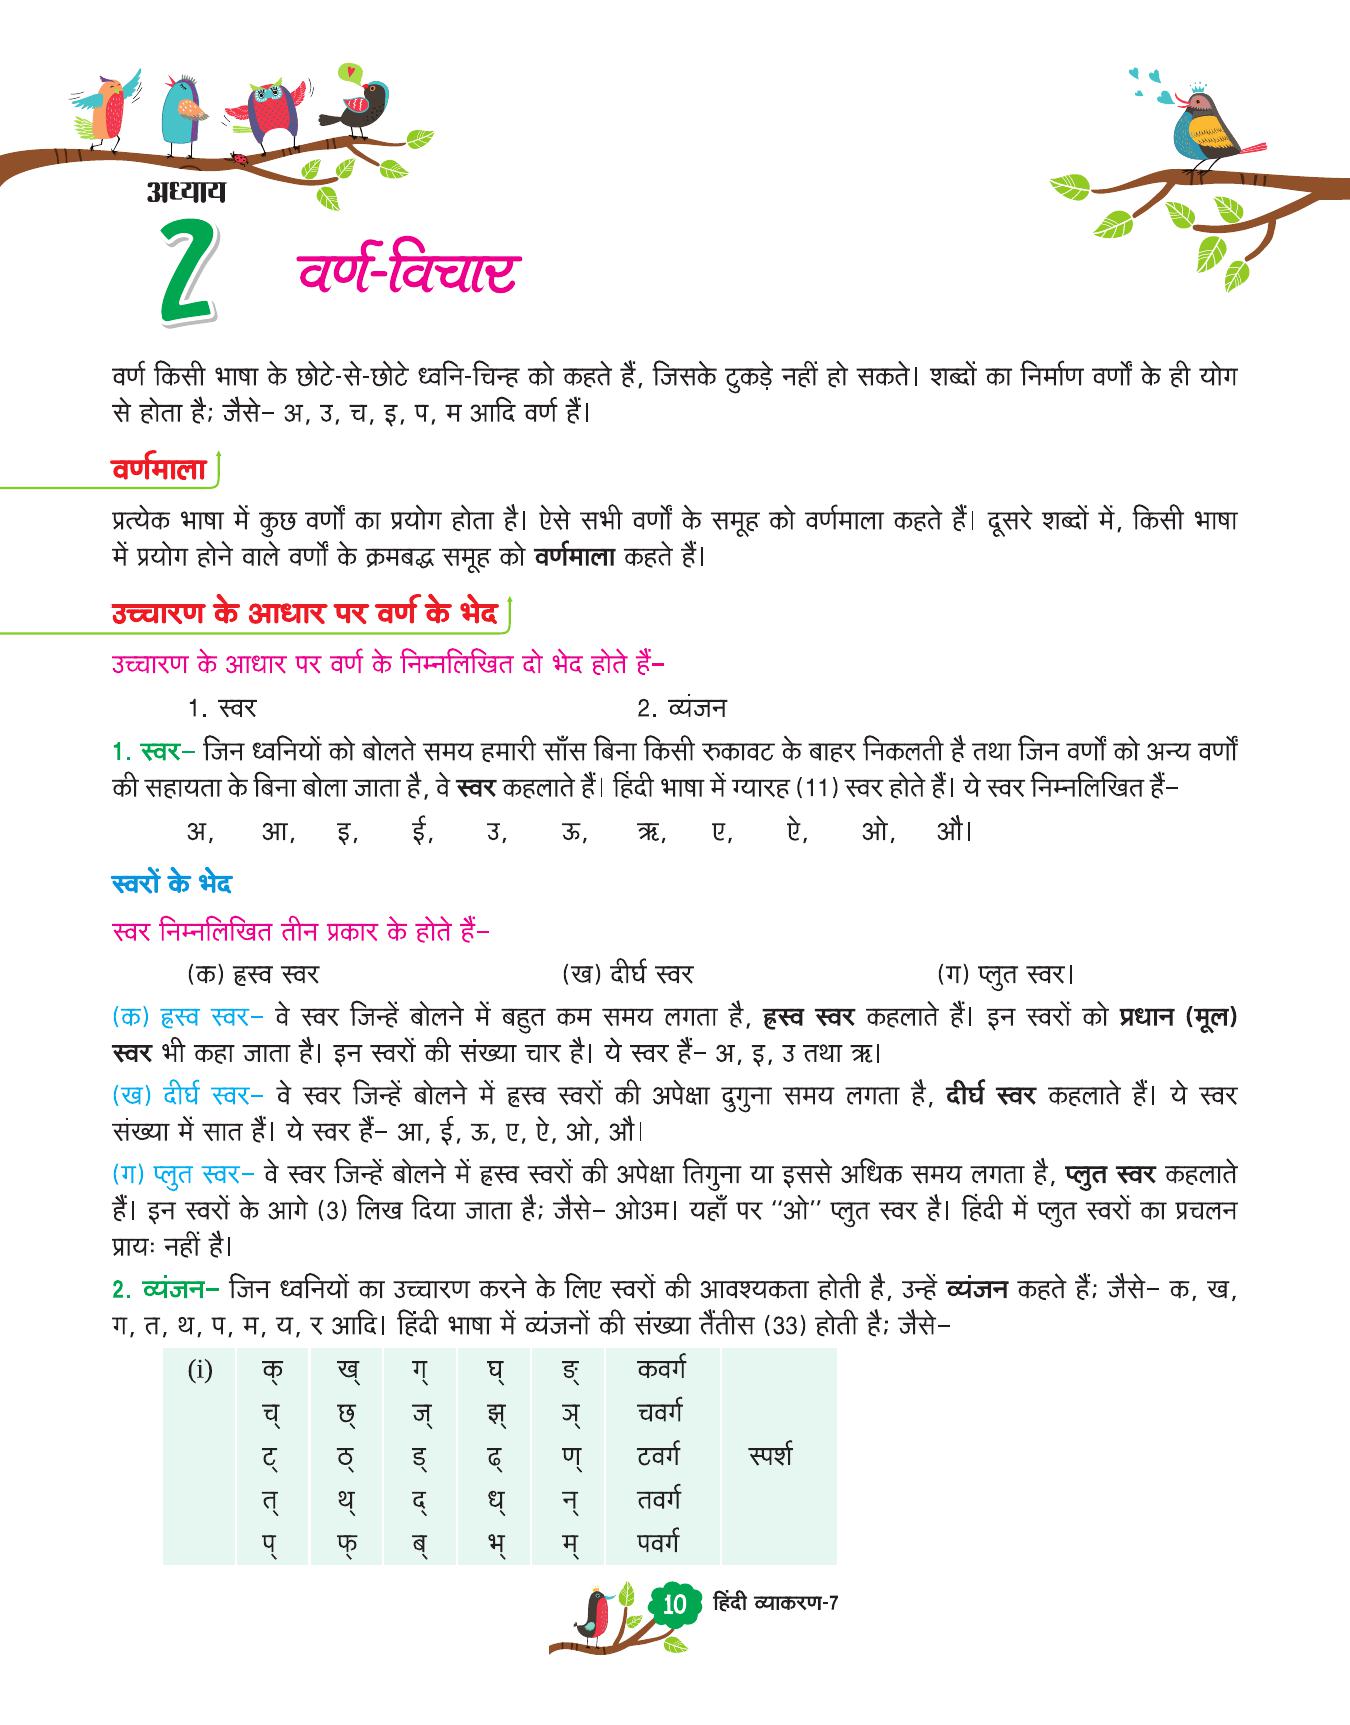 अध्याय
2
वर्ण-विचार
वर्ण किसी भाषा के छोटे-से-छोटे ध्वनि-चिन्ह को कहते हैं, जिसके टुकड़े नहीं हो सकते। शब्दों का निर्माण वर्णों के ही योग
से होता है; जैसे– अ, उ, च, इ, प, म आदि वर्ण हैं।
वर्णमाला
प्रत्येक भाषा में कुछ वर्णों का प्रयोग होता है। ऐसे सभी वर्णों के समूह को वर्णमाला कहते हैं। दूसरे शब्दों में, किसी भाषा
में प्रयोग होने वाले वर्णों के क्रमबद्ध समूह को वर्णमाला कहते हैं।
उच्चारण के आधार पर वर्ण के भेद
उच्चारण के आधार पर वर्ण के निम्नलिखित दो भेद होते हैं–
1. स्वर 2. व्यंजन
1. स्वर– जिन ध्वनियों को बोलते समय हमारी साँस बिना किसी रुकावट के बाहर निकलती है तथा जिन वर्णों को अन्य वर्णों
की सहायता के बिना बोला जाता है, वे स्वर कहलाते हैं। हिंदी भाषा में ग्यारह (11) स्वर होते हैं। ये स्वर निम्नलिखित हैं–
अ, आ, इ, ई, उ, ऊ, ऋ, ए, ऐ, ओ, औ।
स्वरों के भेद
स्वर निम्नलिखित तीन प्रकार के होते हैं–
(क) ह्रस्व स्वर (ख) दीर्घ स्वर (ग) प्लुत स्वर।
(क) ह्रस्व स्वर– वे स्वर जिन्हें बोलने में बहुत कम समय लगता है, ह्रस्व स्वर कहलाते हैं। इन स्वरों को प्रधान (मूल)
स्वर भी कहा जाता है। इन स्वरों की संख्या चार है। ये स्वर हैं– अ, इ, उ तथा ऋ।
(ख) दीर्घ स्वर– वे स्वर जिन्हें बोलने में ह्रस्व स्वरों की अपेक्षा दुगुना समय लगता है, दीर्घ स्वर कहलाते हैं। ये स्वर
संख्या में सात हैं। ये स्वर हैं– आ, ई, ऊ, ए, ऐ, ओ, औ।
(ग) प्लुत स्वर– वे स्वर जिन्हें बोलने में ह्रस्व स्वरों की अपेक्षा तिगुना या इससे अधिक समय लगता है, प्लुत स्वर कहलाते
हैं। इन स्वरों के आगे (3) लिख दिया जाता है; जैसे– ओ3म। यहाँ पर “ओ” प्लुत स्वर है। हिंदी में प्लुत स्वरों का प्रचलन
प्रायः नहीं है।
2. व्यंजन– जिन ध्वनियों का उच्चारण करने के लिए स्वरों की आवश्यकता होती है, उन्हें व्यंजन कहते हैं; जैसे– क, ख,
ग, त, थ, प, म, य, र आदि। हिंदी भाषा में व्यंजनों की संख्या तैंतीस (33) होती है; जैसे–
(i) क् ख् ग् घ् ङ् कवर्ग
च् छ् ज् झ् ञ् चवर्ग
ट् ठ् ड् ढ् ण् टवर्ग स्पर्श
त् थ् द् ध् न् तवर्ग
प् फ् ब् भ् म् पवर्ग
10 हिंदी व्याकरण-7